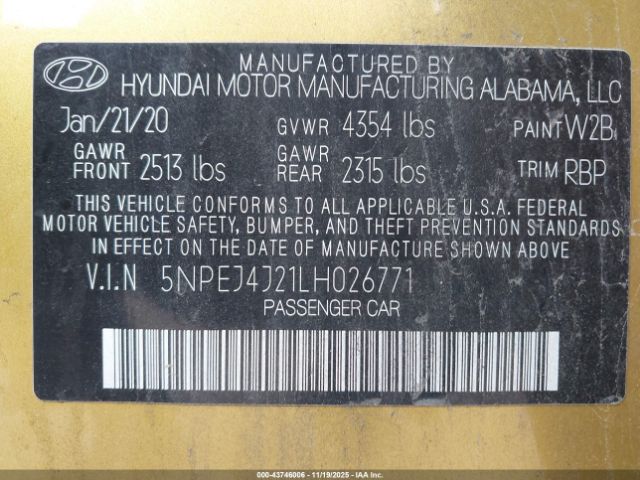 MANUFACTURED BY
HYUNDAI MOTOR MANUFACTURING ALABAMA, LLC
Jan/21/20 GVWR 4354 lbs PAINT W2B
GAWR FRONT 2513 lbs GAWR REAR 2315 lbs TRIM RBP
THIS VEHICLE CONFORMS TO ALL APPLICABLE U.S.A. FEDERAL
MOTOR VEHICLE SAFETY, BUMPER, AND THEFT PREVENTION STANDARDS
IN EFFECT ON THE DATE OF MANUFACTURE SHOWN ABOVE
V.I.N 5NPEJ4J21LH026771
PASSENGER CAR
000-43746006 - 11/19/2025 - IAAI.COM